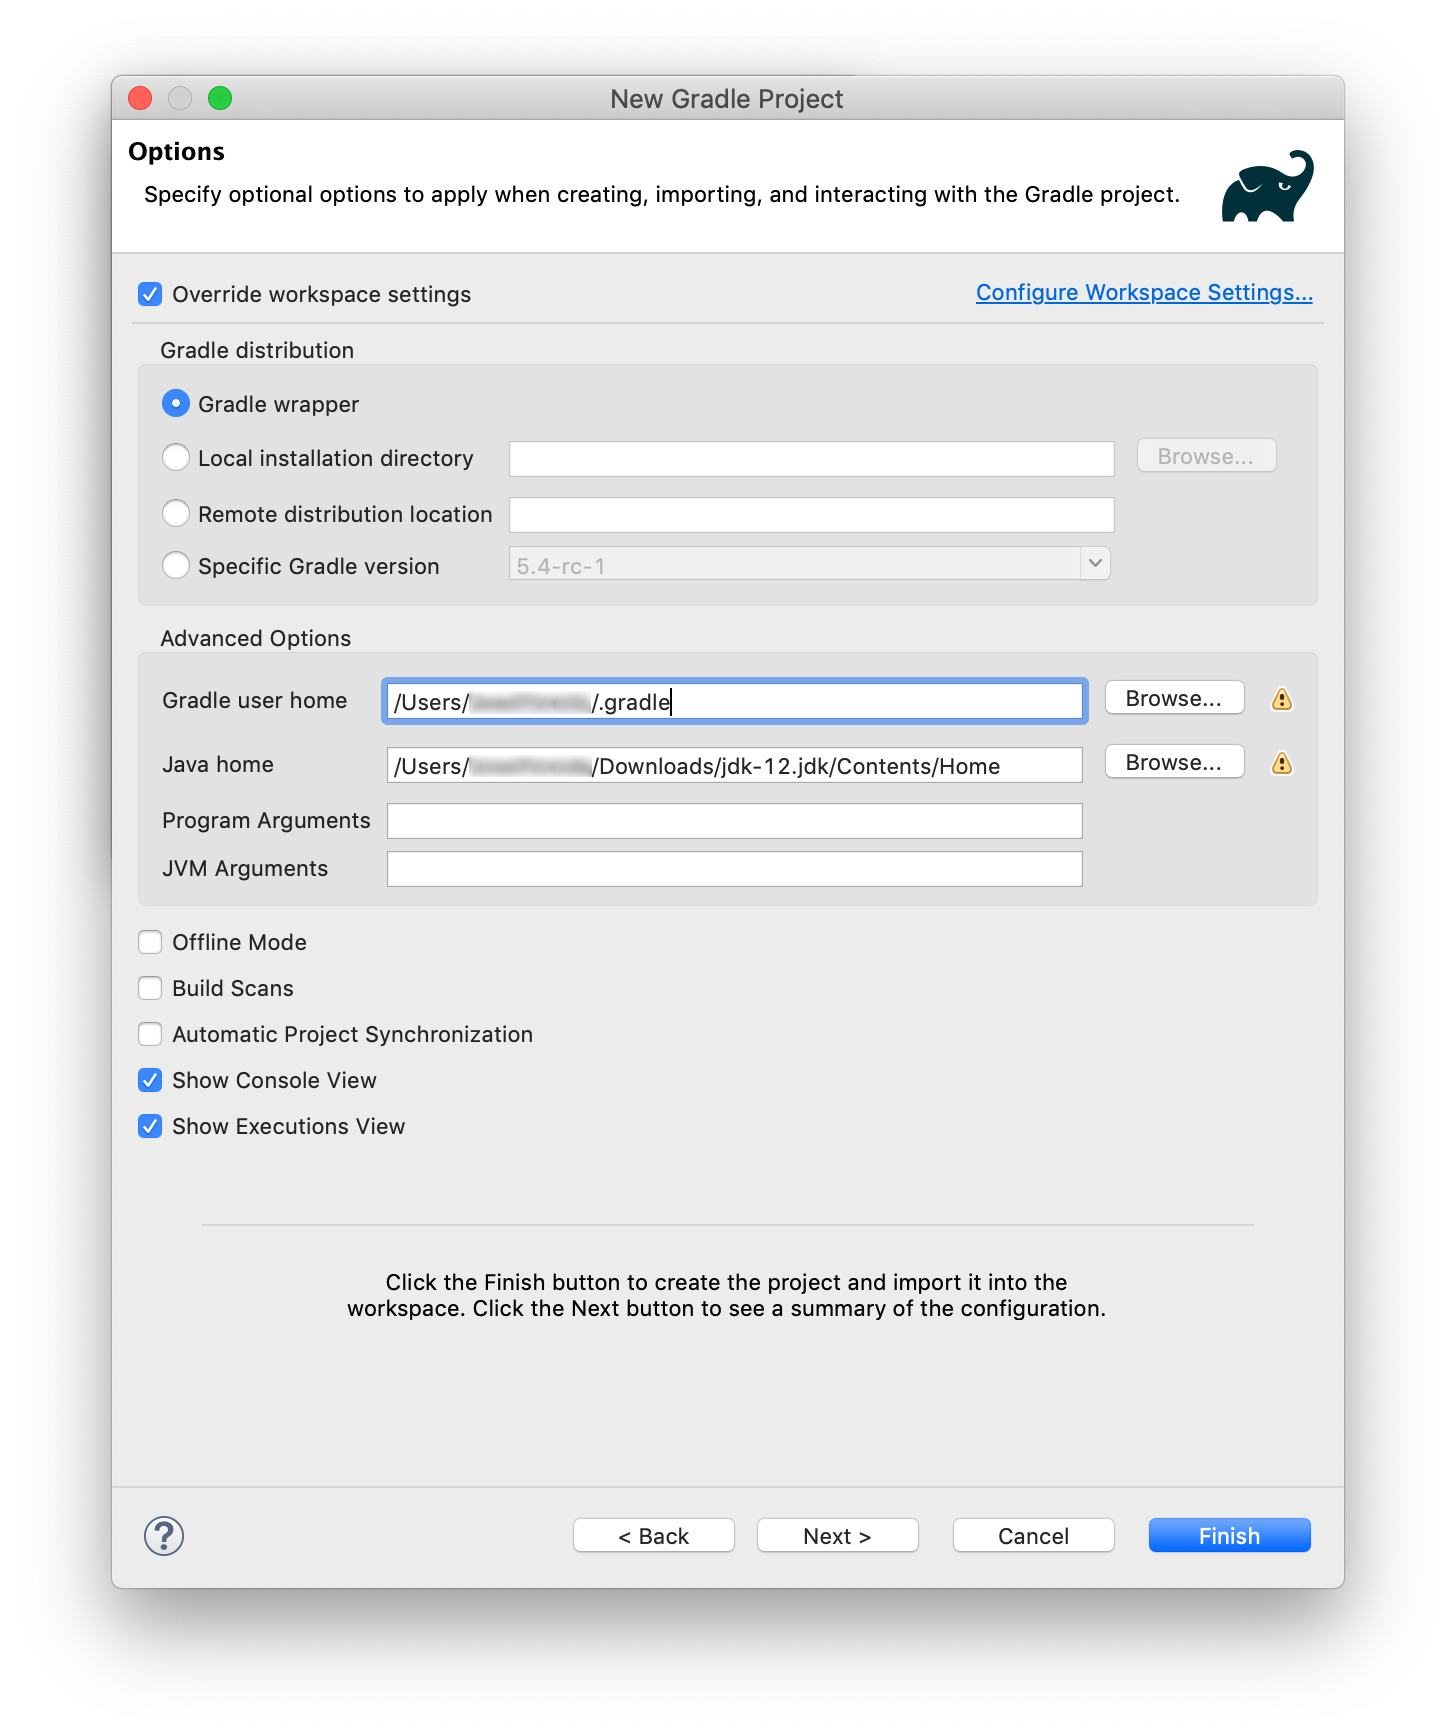 New Gradle Project
Options
Specify optional options to apply when creating, importing, and interacting with the Gradle project.
Override workspace settings
Configure Workspace Settings...
Gradle distribution
Gradle wrapper
Local installation directory
Browse...
Remote distribution location
Specific Gradle version
5.4-rc-1
Advanced Options
Gradle user home
/Users/ /.gradle
Browse...
Java home
/Users/ /Downloads/jdk-12.jdk/Contents/Home
Browse...
Program Arguments
JVM Arguments
Offline Mode
Build Scans
Automatic Project Synchronization
Show Console View
Show Executions View
Click the Finish button to create the project and import it into the
workspace. Click the Next button to see a summary of the configuration.
?
< Back
Next >
Cancel
Finish